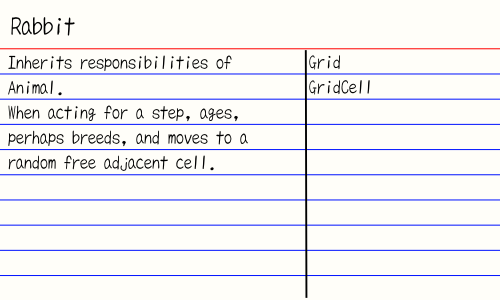 Rabbit
Inherits responsibilities of
Animal.
When acting for a step, ages,
perhaps breeds, and moves to a
random free adjacent cell.
Grid
GridCell